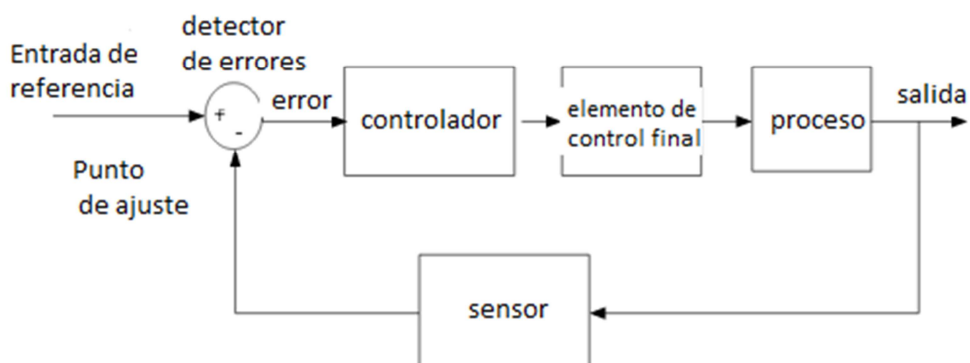 detector
de errores
Entrada de
referencia
+
-
error
controlador
elemento de
control final
proceso
salida
Punto
de ajuste
sensor